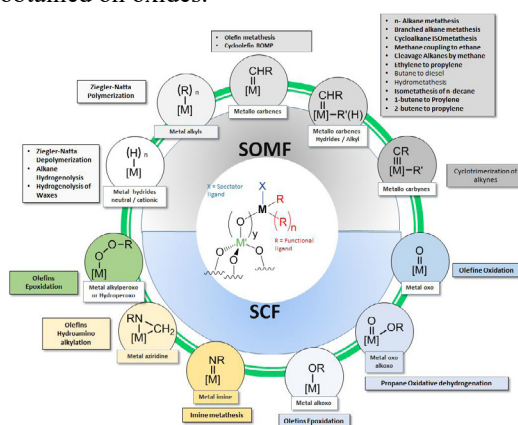 obtained on oxides.
Olefin metathesis
Cycloolefin ROMP
• n- Alkane metathesis
• Branched alkane metathesis
• Cycloalkane ISOmetathesis
• Methane coupling to ethane
• Cleavage Alkanes by methane
• Ethylene to propylene
• Butane to diesel
• Hydrometathesis
• Isometathesis of n- decane
• 1-butene to Proylene
• 2-butene to propylene
Ziegler-Natta
Polymerization
(R) n
[M]
Metal alkyls
CHR
[M]
Metallo carbenes
CHR
[M]—R'(H)
Metallo carbenes
Hydrides / Alkyl
CR
[M]—R'
Metallo carbynes
Cyclotrimerization of
alkynes
• Ziegler-Natta
Depolymerization
• Alkane
Hydrogenolysis
• Hydrogenolysis of
Waxes
(H) n
[M]
Metal hydrides
neutral / cationic
SOMF
X = Spectator
ligand
X
R
M
(R)n
(O)y
M'
O
O
O
R = Functional
ligand
SCF
O—R
O
[M]
Metal alkylperoxo
or Hydroperoxo
Olefins
Epoxidation
O
[M]
Metal oxo
Olefine Oxidation
Olefins
Hydroamino
alkylation
RN
CH2
[M]
Metal aziridine
O
OR
[M]
Metal oxo
alkoxo
Propane Oxidative dehydrogenation
NR
[M]
Metal imine
Imine metathesis
OR
[M]
Metal alkoxo
Olefins Epoxidation